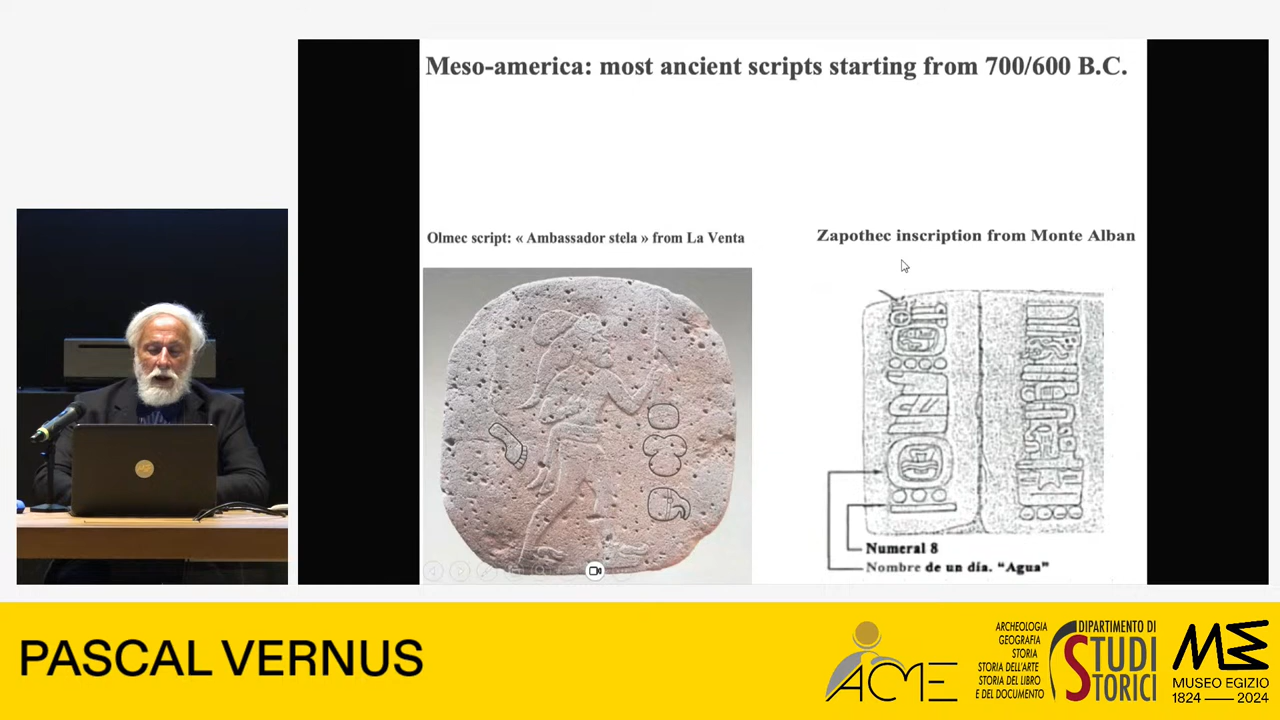 Meso-america: most ancient scripts starting from 700/600 B.C.
Olmec script: « Ambassador stela » from La Venta
Zapothec inscription from Monte Alban
Numeral 8
Nombre de un día. “Agua”
PASCAL VERNUS
ACME
ARCHEOLOGIA
GEOGRAFIA
STORIA
STORIA DELL'ARTE
STORIA DEL LIBRO
E DEL DOCUMENTO
DIPARTIMENTO DI
STUDI
STORICI
ME
MUSEO EGIZIO
1824 — 2024